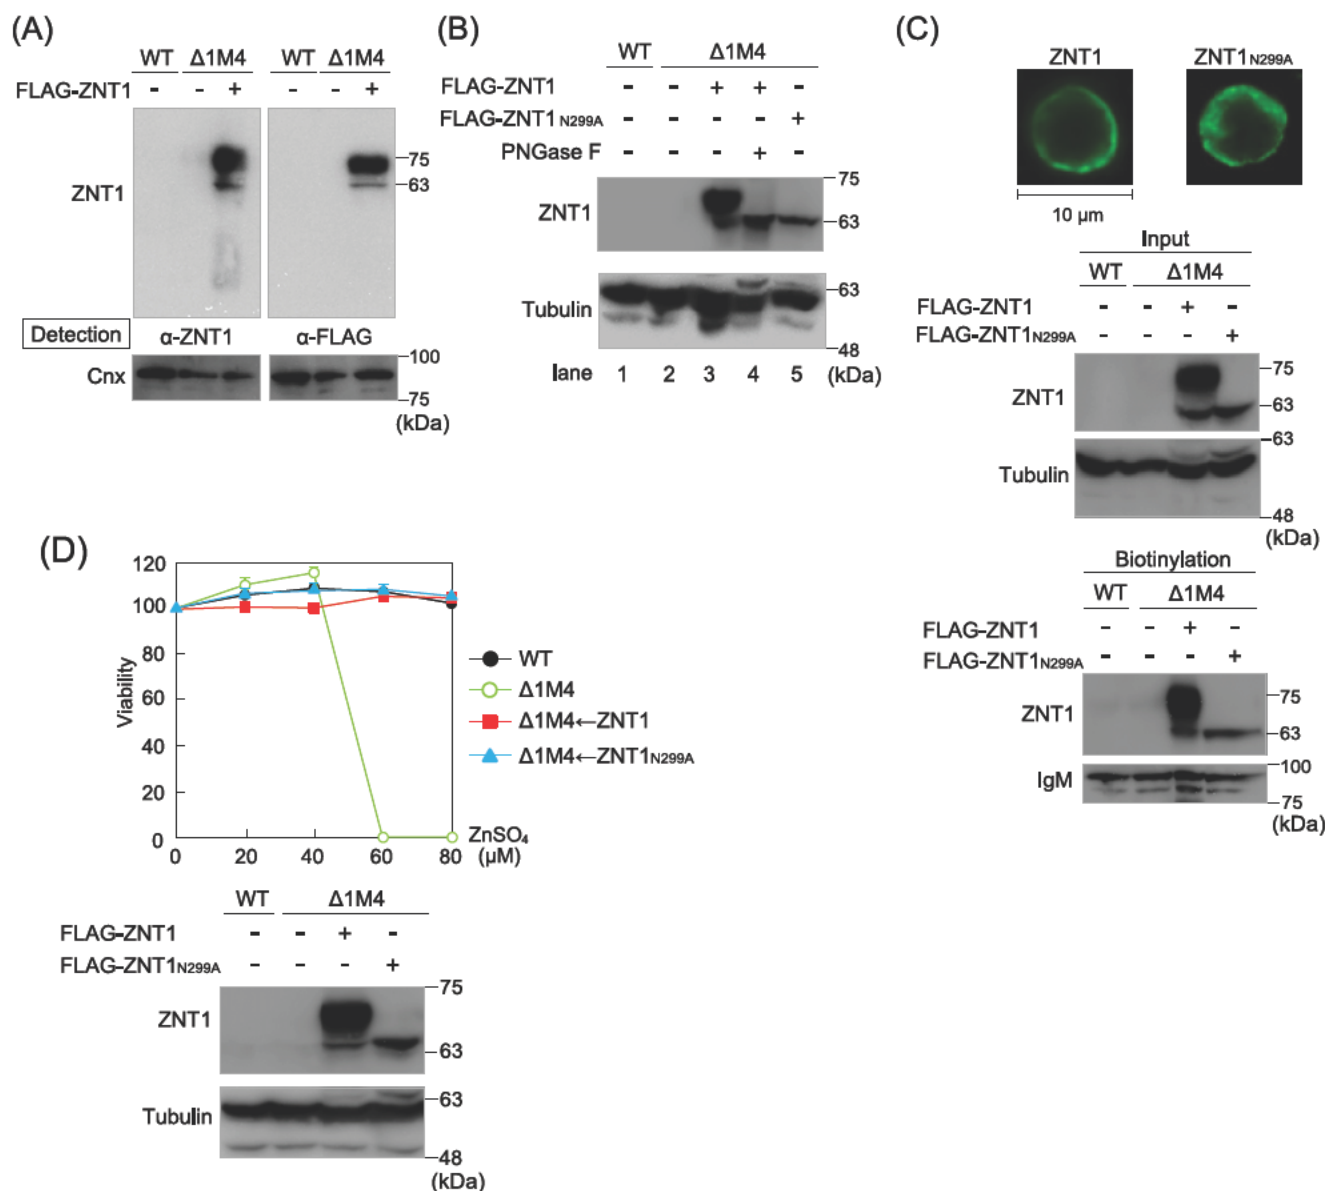 (A)
WT Δ1M4 WT Δ1M4
FLAG-ZNT1 - - + - - +
ZNT1
75
63
Detection α-ZNT1 α-FLAG
Cnx
100
75
(kDa)
(B)
WT Δ1M4
FLAG-ZNT1 - - + + -
FLAG-ZNT1N299A - - - - +
PNGase F - - - + -
ZNT1
75
63
Tubulin
63
48
lane 1 2 3 4 5 (kDa)
(C)
ZNT1 ZNT1N299A
10 µm
Input
WT Δ1M4
FLAG-ZNT1 - - + -
FLAG-ZNT1N299A - - - +
ZNT1
75
63
Tubulin
63
48
(kDa)
Biotinylation
WT Δ1M4
FLAG-ZNT1 - - + -
FLAG-ZNT1N299A - - - +
ZNT1
75
63
IgM
100
75
(kDa)
(D)
Viability
120
100
80
60
40
20
0
0 20 40 60 80
ZnSO₄
(µM)
WT
Δ1M4
Δ1M4←ZNT1
Δ1M4←ZNT1N299A
WT Δ1M4
FLAG-ZNT1 - - + -
FLAG-ZNT1N299A - - - +
ZNT1
75
63
Tubulin
63
48
(kDa)